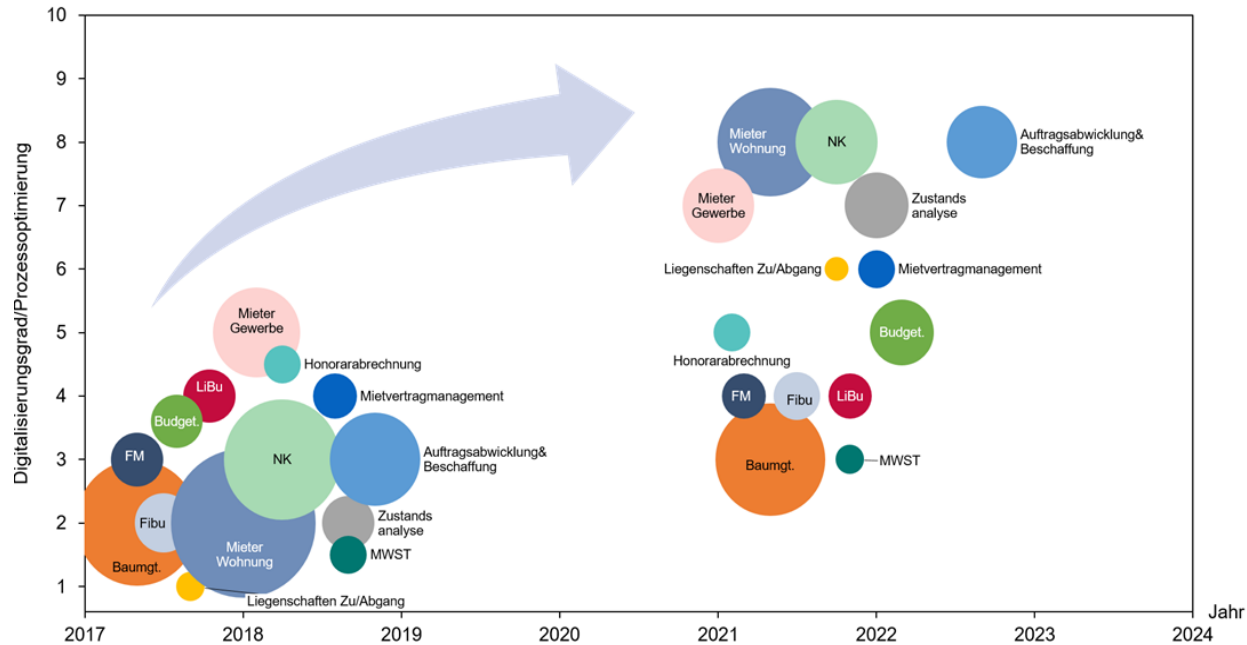 Digitalisierungsgrad/Prozessoptimierung
10
9
8
7
6
5
4
3
2
1
Mieter
Wohnung
NK
Auftragsabwicklung&
Beschaffung
Mieter
Gewerbe
Zustands
analyse
Liegenschaften Zu/Abgang
Mietvertragmanagement
Budget.
Honorarabrechnung
FM
Fibu
LiBu
Baumgt.
MWST
Mieter
Gewerbe
Honorarabrechnung
LiBu
Mietvertragmanagement
Budget.
FM
NK
Auftragsabwicklung&
Beschaffung
Fibu
Zustands
analyse
Mieter
Wohnung
MWST
Baumgt.
Liegenschaften Zu/Abgang
2017
2018
2019
2020
2021
2022
2023
2024
Jahr